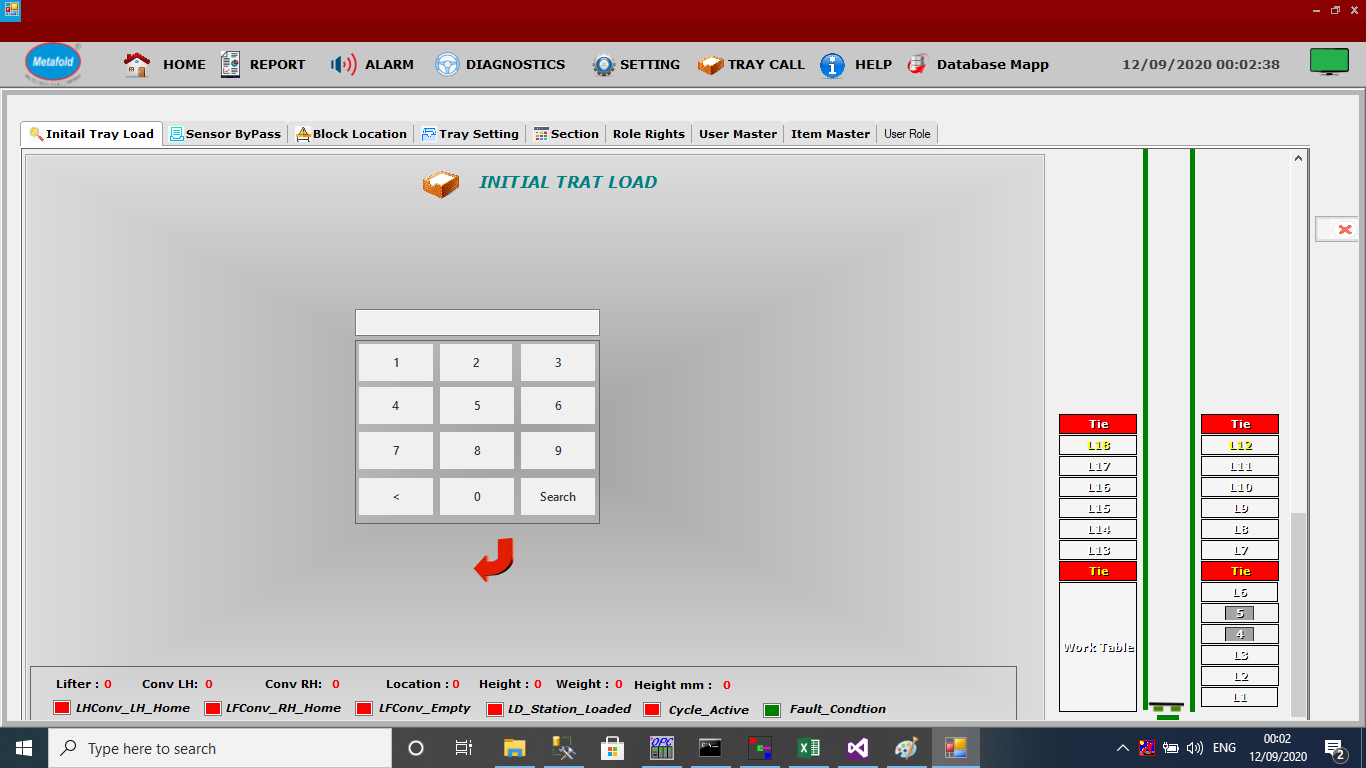 Metafold HOME REPORT ALARM DIAGNOSTICS SETTING TRAY CALL HELP Database Mapp 12/09/2020 00:02:38
Initail Tray Load Sensor ByPass Block Location Tray Setting Section Role Rights User Master Item Master User Role
INITIAL TRAT LOAD
1 2 3
4 5 6
7 8 9
< 0 Search
Tie Tie
L18 L12
L17 L11
L16 L10
L15 L9
L14 L8
L13 L7
Tie Tie
L6
5
4
Work Table L3
L2
L1
Lifter : 0 Conv LH: 0 Conv RH: 0 Location : 0 Height : 0 Weight : 0 Height mm : 0
LHConv_LH_Home LFConv_RH_Home LFConv_Empty LD_Station_Loaded Cycle_Active Fault_Condtion
Type here to search OPC ENG 00:02
12/09/2020 2